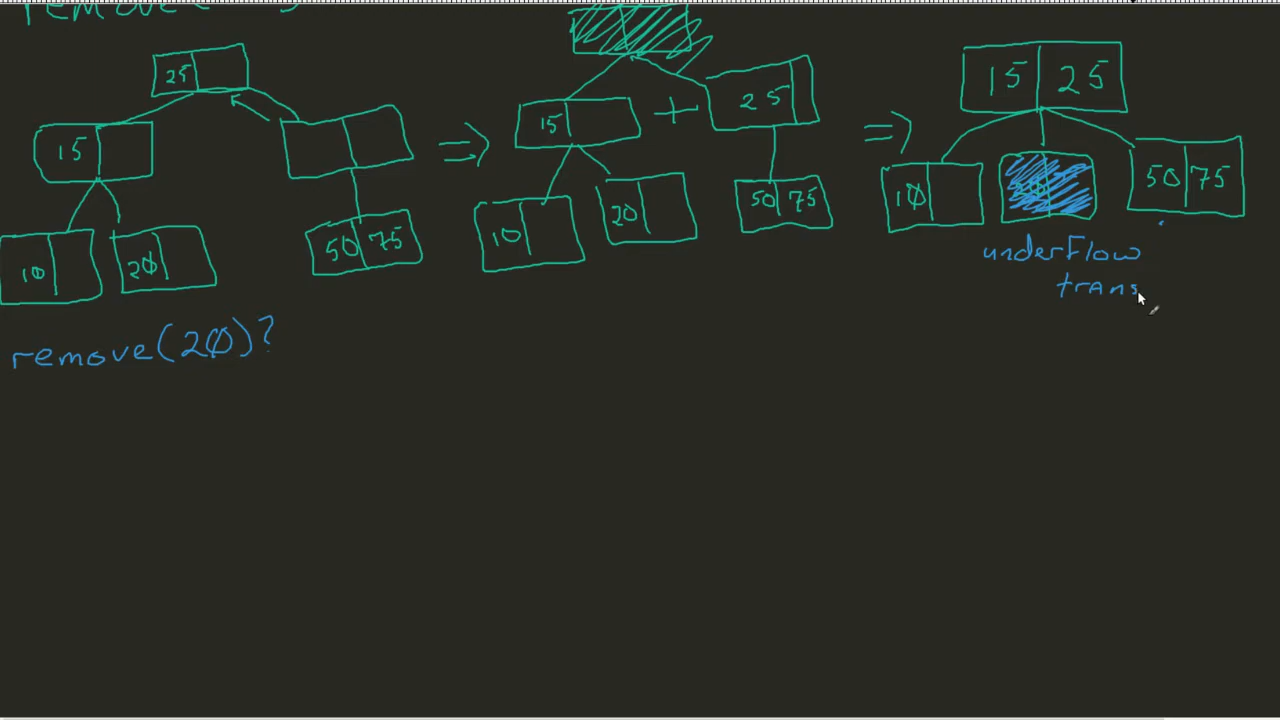 remove(
25
15
10
20
50 75
⇒
15 + 25
10
20
50 75
⇒
15 25
10
50 75
underflow
trans
remove(20)?